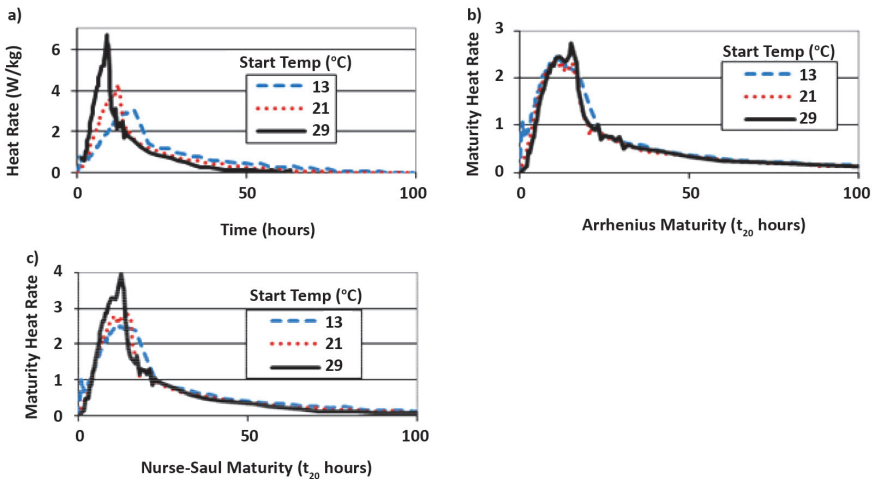 a)
Heat Rate (W/kg)
6
4
2
0
Start Temp (°C)
13
21
29
0 50 100
Time (hours)
b)
Maturity Heat Rate
3
2
1
0
Start Temp (°C)
13
21
29
0 50 100
Arrhenius Maturity (t20 hours)
c)
Maturity Heat Rate
4
3
2
1
0
Start Temp (°C)
13
21
29
0 50 100
Nurse-Saul Maturity (t20 hours)